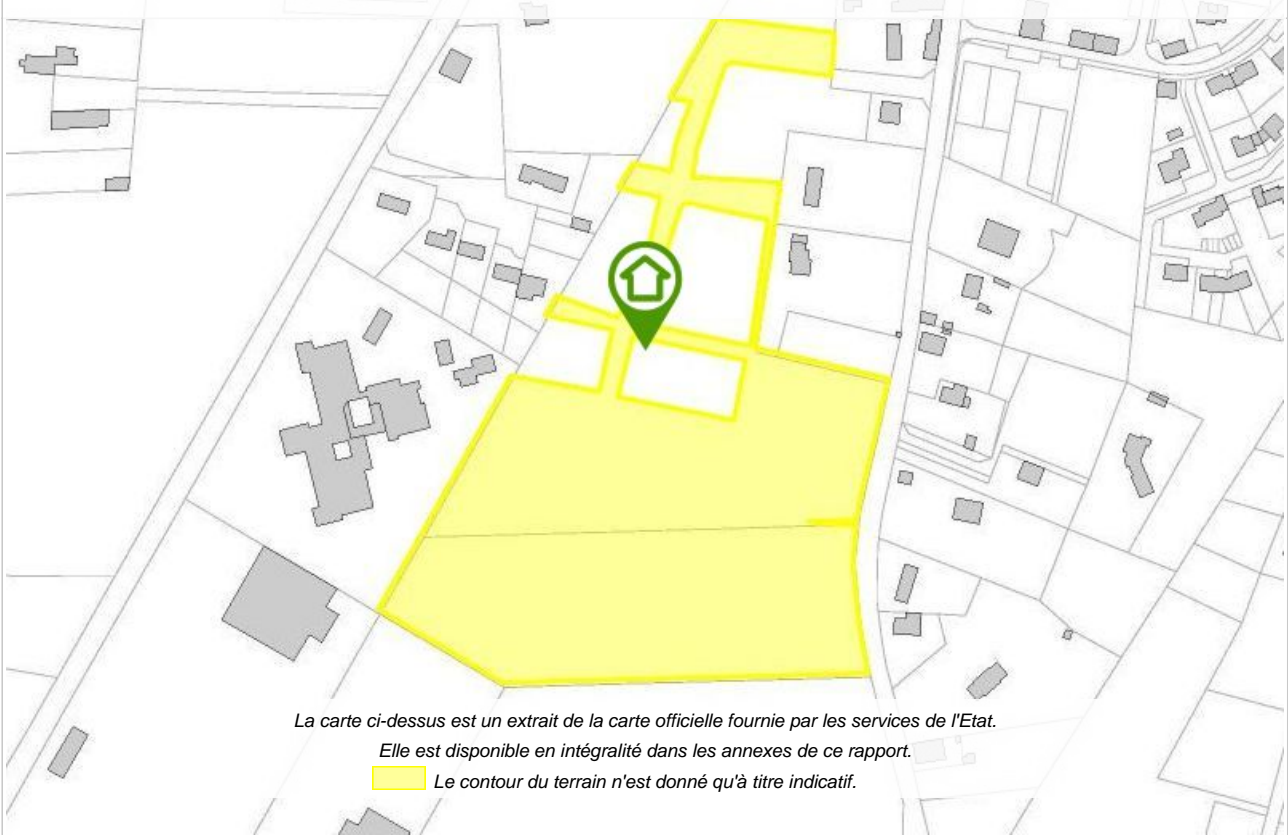 La carte ci-dessus est un extrait de la carte officielle fournie par les services de l'Etat.
Elle est disponible en intégralité dans les annexes de ce rapport.
Le contour du terrain n'est donné qu'à titre indicatif.